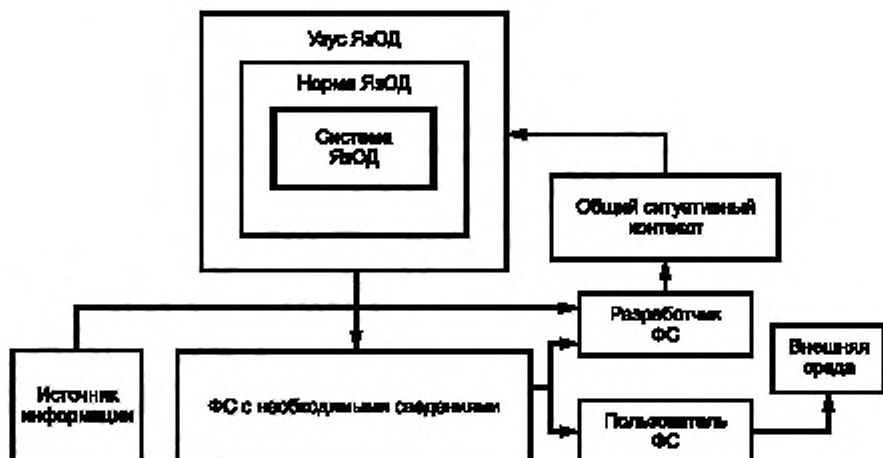 Узус ЯзОД
Норма ЯзОД
Система
ЯзОД
Общий ситуативный
контекст
Разработчик
ФС
Внешняя
среда
Источник
информации
ФС с необходимыми сведениями
Пользователь
ФС